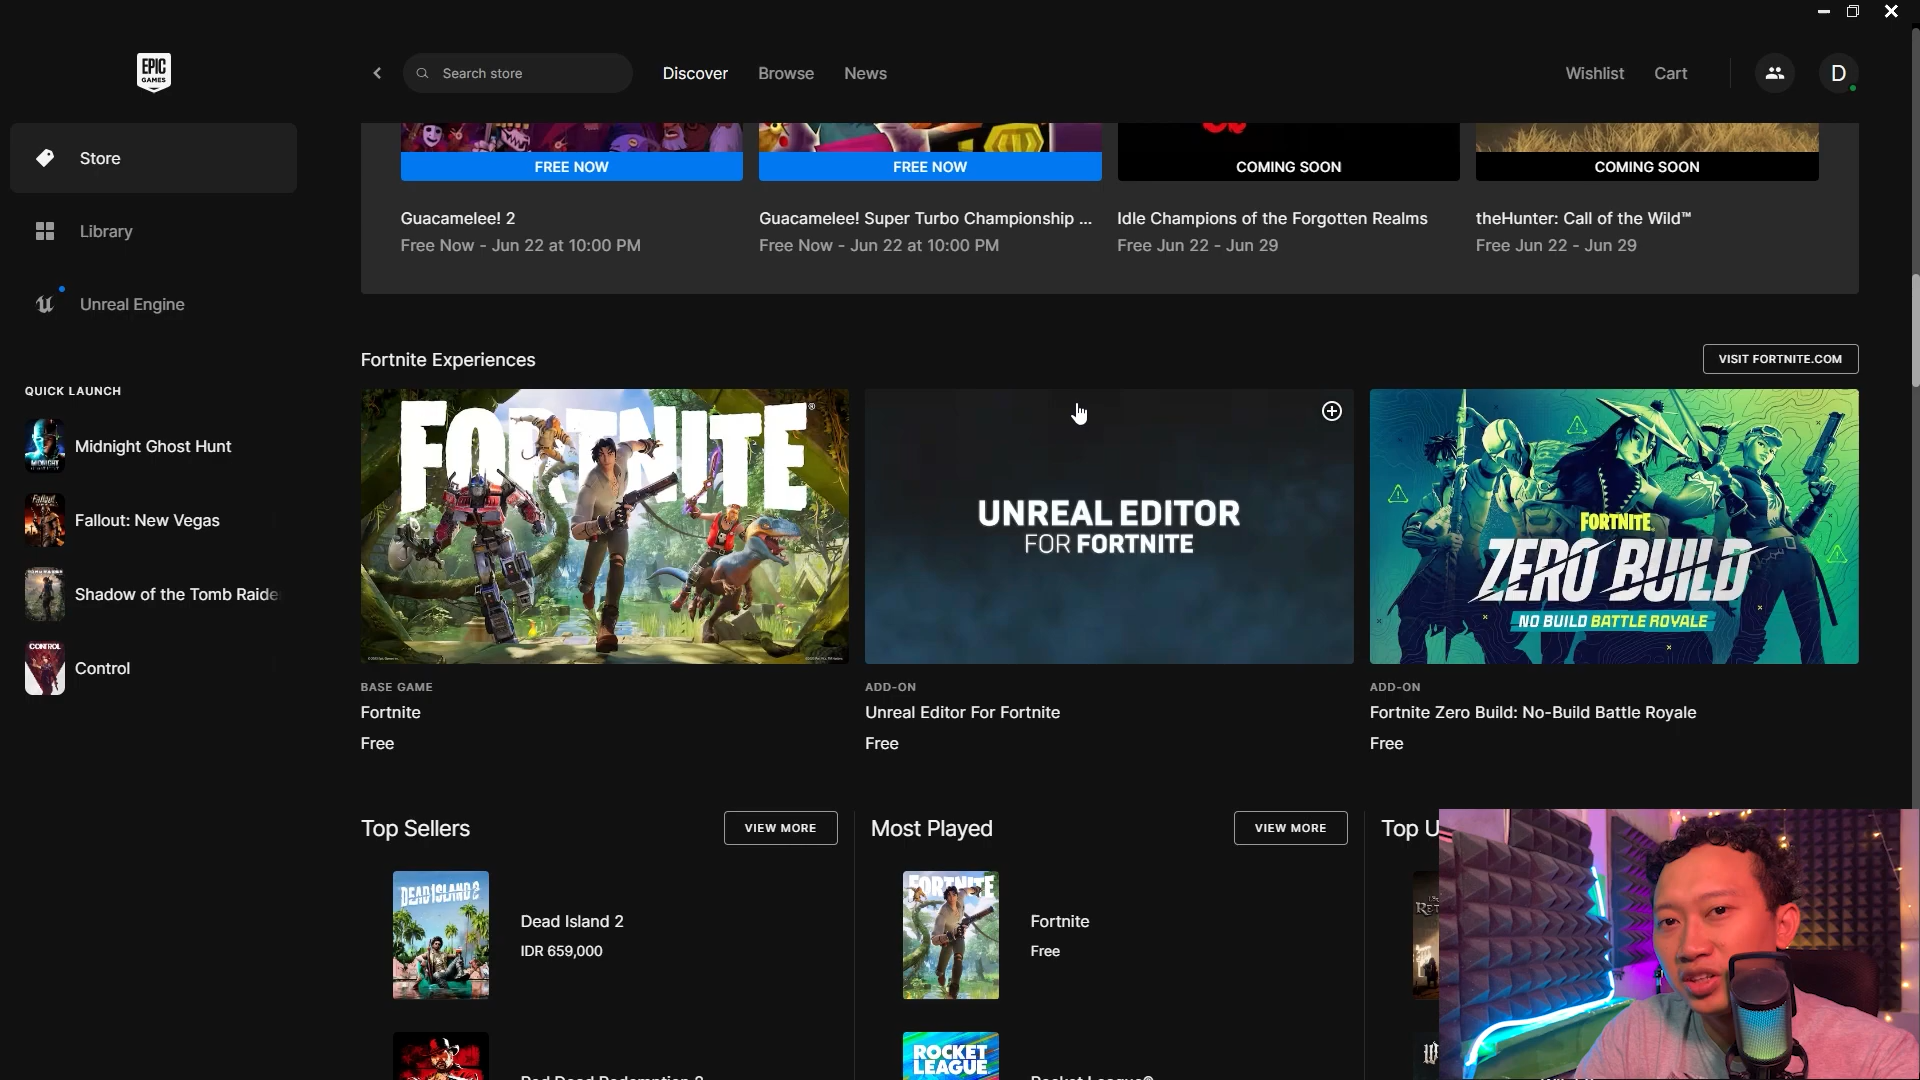 EPIC
GAMES
Search store
Discover
Browse
News
Wishlist
Cart
D
Store
Library
Unreal Engine
QUICK LAUNCH
Midnight Ghost Hunt
Fallout: New Vegas
Shadow of the Tomb Raide
Control
FREE NOW
FREE NOW
COMING SOON
COMING SOON
Guacamelee! 2
Free Now - Jun 22 at 10:00 PM
Guacamelee! Super Turbo Championship ...
Free Now - Jun 22 at 10:00 PM
Idle Champions of the Forgotten Realms
Free Jun 22 - Jun 29
theHunter: Call of the Wild™
Free Jun 22 - Jun 29
Fortnite Experiences
VISIT FORTNITE.COM
FORTNITE
UNREAL EDITOR
FOR FORTNITE
FORTNITE
ZERO BUILD
NO BUILD BATTLE ROYALE
BASE GAME
Fortnite
Free
ADD-ON
Unreal Editor For Fortnite
Free
ADD-ON
Fortnite Zero Build: No-Build Battle Royale
Free
Top Sellers
VIEW MORE
DEAD ISLAND 2
Dead Island 2
IDR 659,000
Red Dead Redemption 2
Most Played
VIEW MORE
FORTNITE
Fortnite
Free
ROCKET
LEAGUE
Rocket League®
Top U
CONTROL